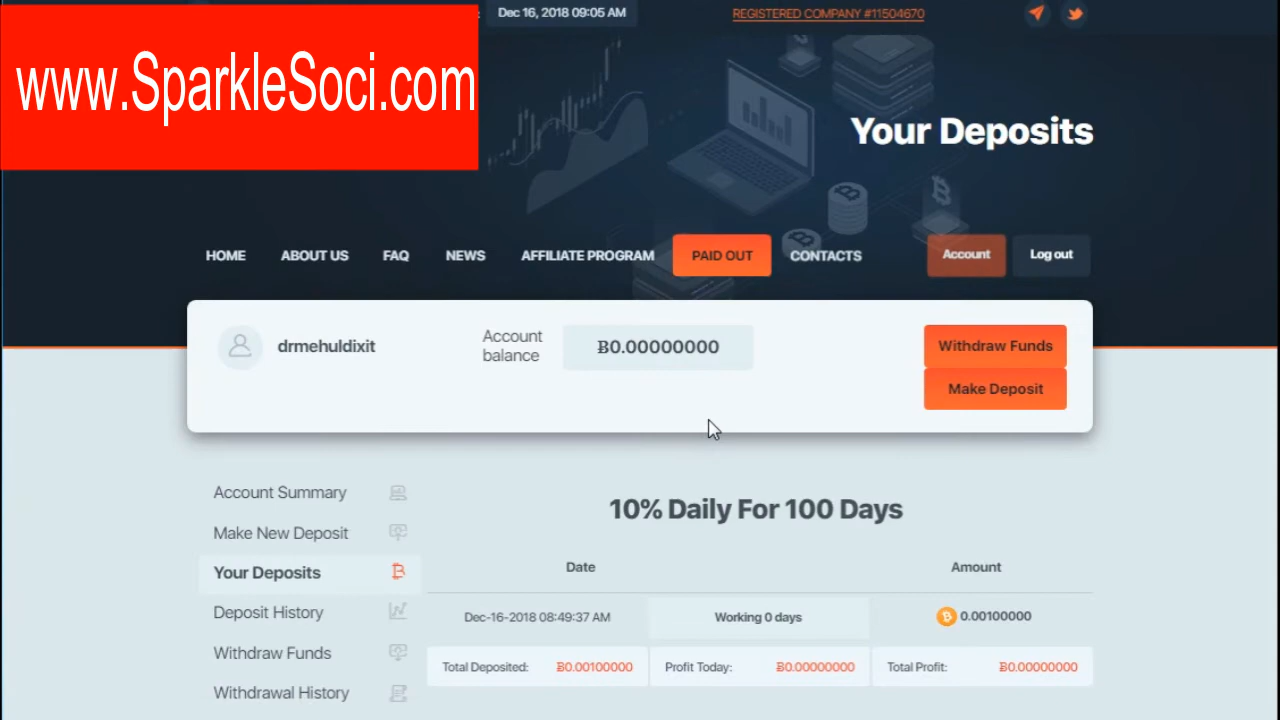 Dec 16, 2018 09:05 AM
REGISTERED COMPANY #11504670
www.SparkleSoci.com
Your Deposits
HOME
ABOUT US
FAQ
NEWS
AFFILIATE PROGRAM
PAID OUT
CONTACTS
Account
Log out
drmehuldixit
Account
balance
Ƀ0.00000000
Withdraw Funds
Make Deposit
Account Summary
Make New Deposit
Your Deposits
Deposit History
Withdraw Funds
Withdrawal History
10% Daily For 100 Days
Date
Amount
Dec-16-2018 08:49:37 AM
Working 0 days
0.00100000
Total Deposited:
Ƀ0.00100000
Profit Today:
Ƀ0.00000000
Total Profit:
Ƀ0.00000000